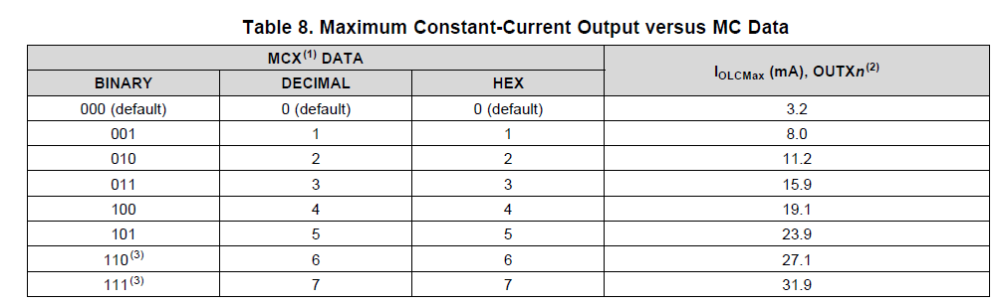 Table 8. Maximum Constant-Current Output versus MC Data
MCX(1) DATA
IOLCMax (mA), OUTXn(2)
BINARY DECIMAL HEX
000 (default) 0 (default) 0 (default) 3.2
001 1 1 8.0
010 2 2 11.2
011 3 3 15.9
100 4 4 19.1
101 5 5 23.9
110(3) 6 6 27.1
111(3) 7 7 31.9